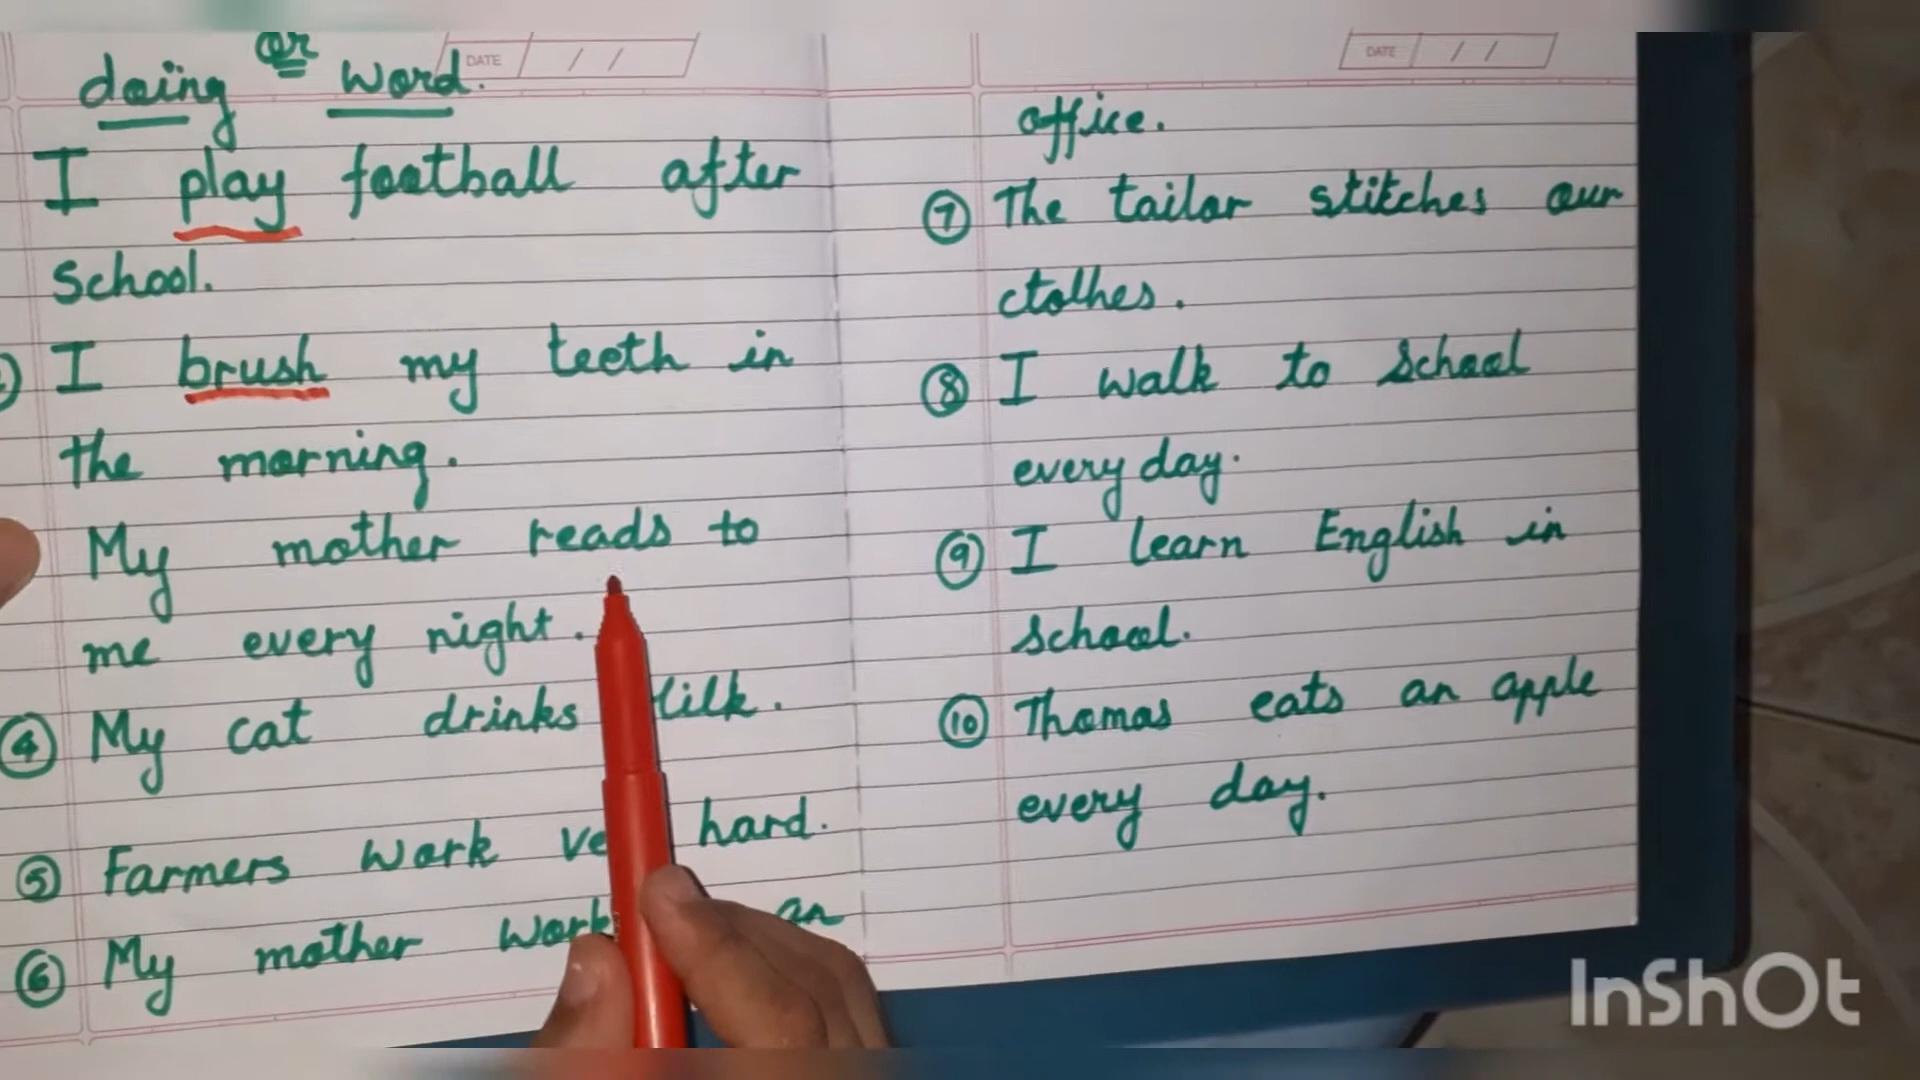 or
doing word.
DATE / /
I play football after
School.
I brush my teeth in
the morning.
My mother reads to
me every night.
④ My cat drinks
⑤ Farmers work hard.
⑥ My mother an
DATE / /
office.
⑦ The tailor stitches our
ctolhes.
⑧ I walk to School
every day.
⑨ I learn English in
school.
⑩ Thomas eats an apple
every day.
InShOt